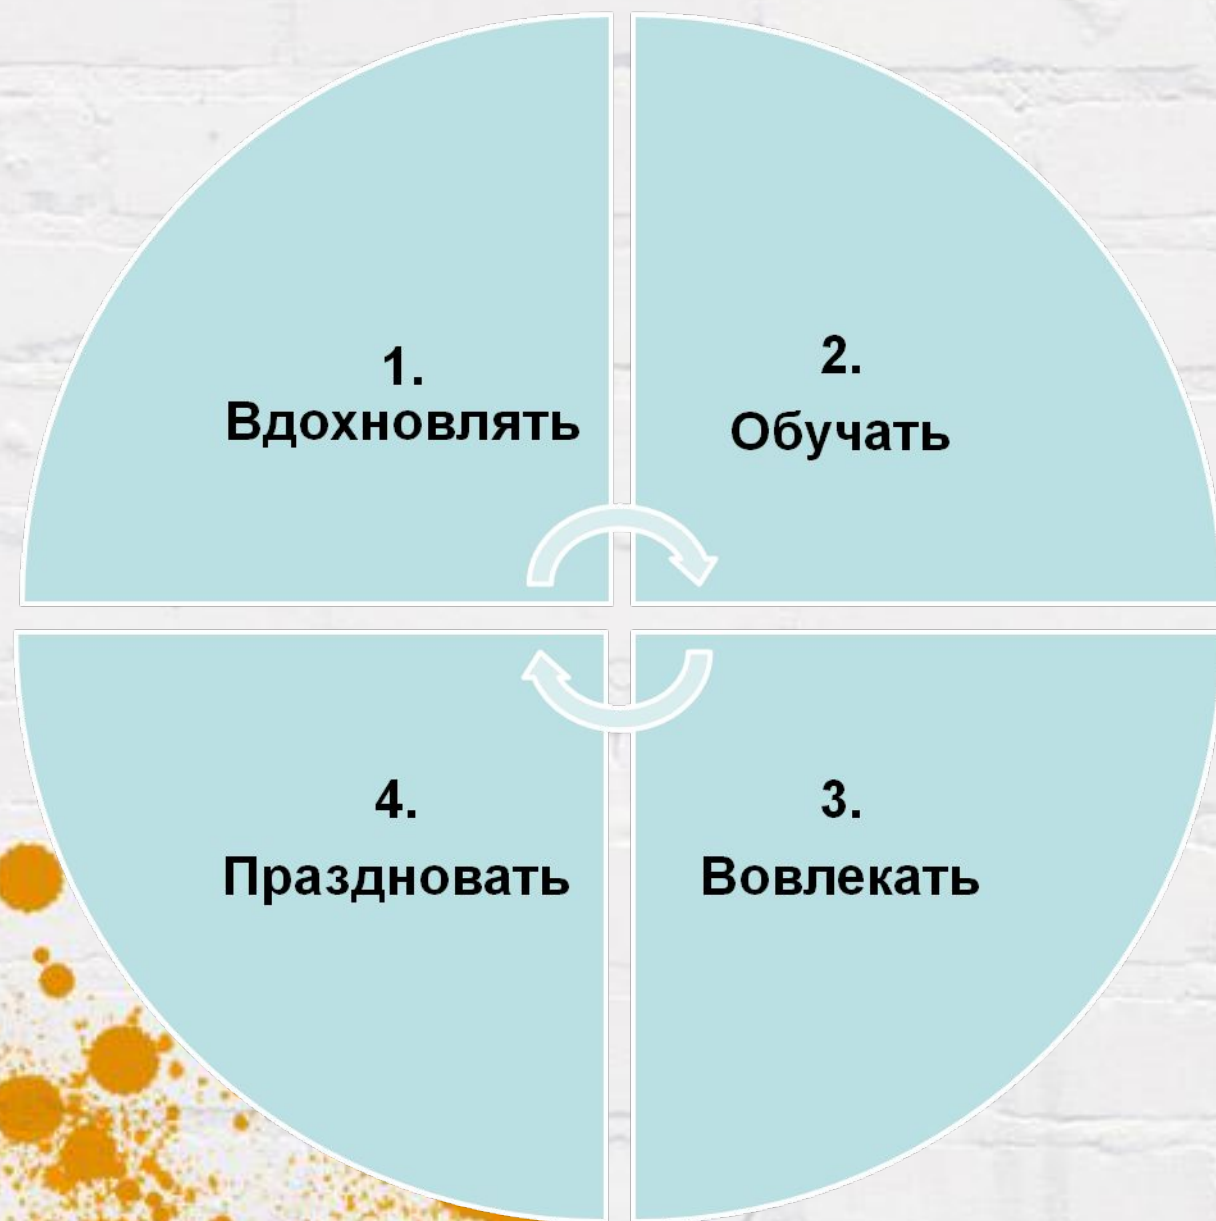 1.
Вдохновлять
2.
Обучать
3.
Вовлекать
4.
Праздновать